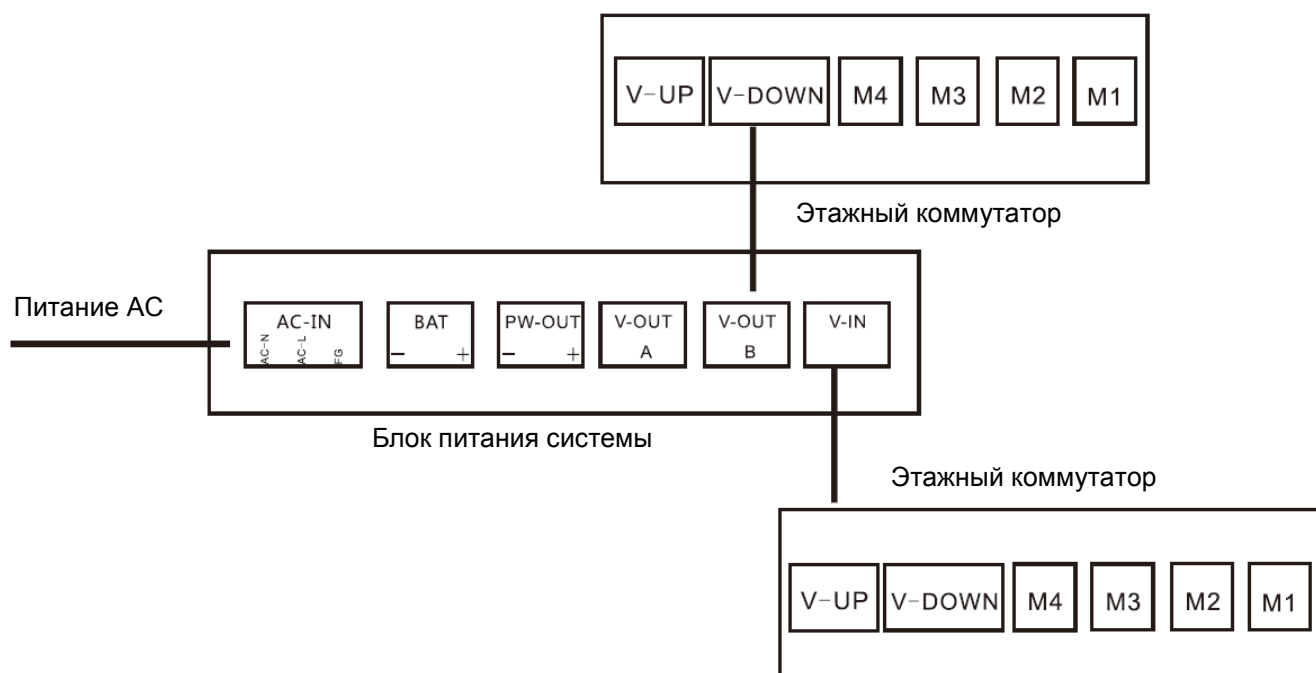 V-UP V-DOWN M4 M3 M2 M1
Этажный коммутатор
Питание AC
AC-IN BAT PW-OUT V-OUT V-OUT V-IN
AC-N AC-L FG - + - + A B
Блок питания системы
Этажный коммутатор
V-UP V-DOWN M4 M3 M2 M1